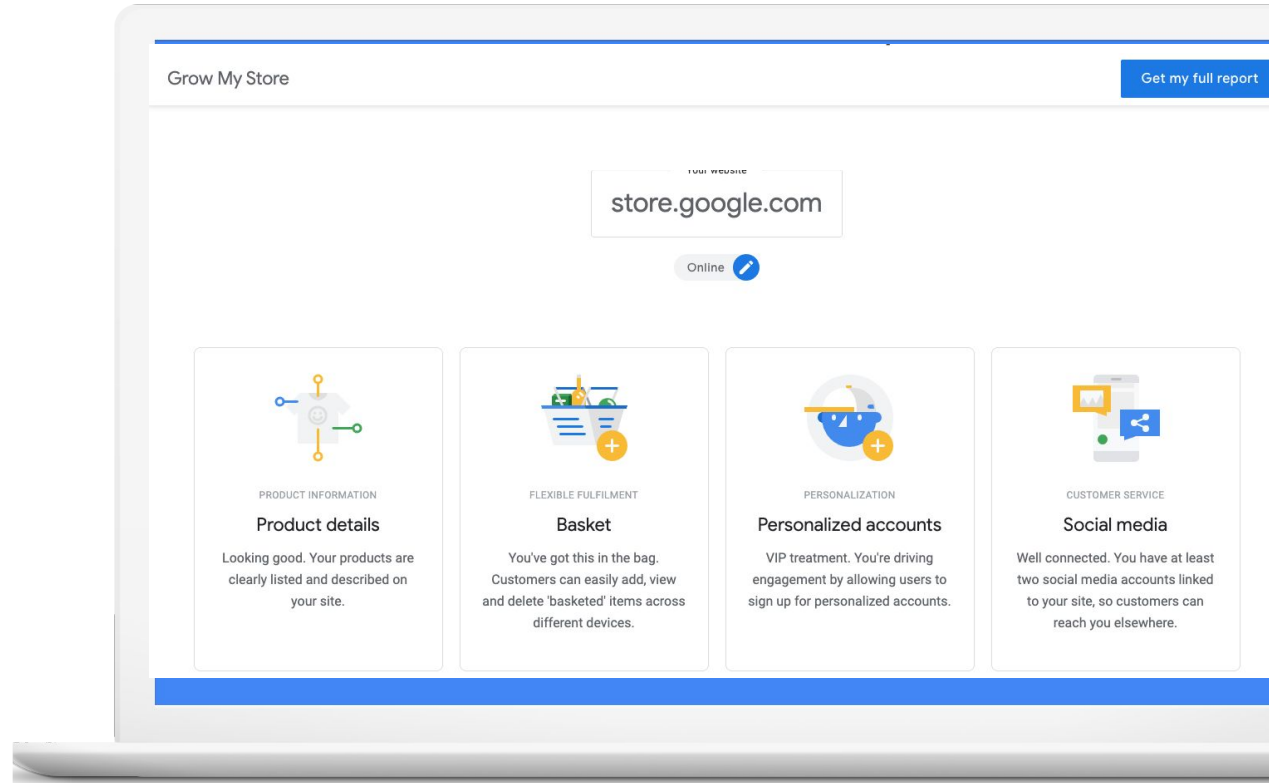 Grow My Store
Get my full report
Your website
store.google.com
Online
PRODUCT INFORMATION
Product details
Looking good. Your products are
clearly listed and described on
your site.
FLEXIBLE FULFILMENT
Basket
You've got this in the bag.
Customers can easily add, view
and delete 'basketed' items across
different devices.
PERSONALIZATION
Personalized accounts
VIP treatment. You're driving
engagement by allowing users to
sign up for personalized accounts.
CUSTOMER SERVICE
Social media
Well connected. You have at least
two social media accounts linked
to your site, so customers can
reach you elsewhere.